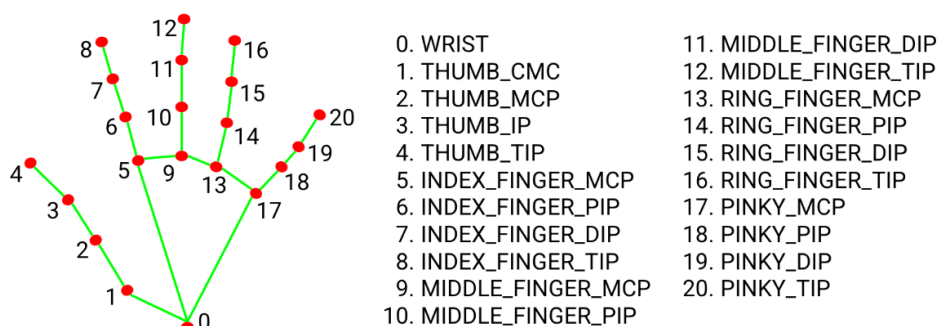 12
8
16
11
7
15
10
6
14
20
4
5
9
13
19
18
3
17
2
1
0
0. WRIST
1. THUMB_CMC
2. THUMB_MCP
3. THUMB_IP
4. THUMB_TIP
5. INDEX_FINGER_MCP
6. INDEX_FINGER_PIP
7. INDEX_FINGER_DIP
8. INDEX_FINGER_TIP
9. MIDDLE_FINGER_MCP
10. MIDDLE_FINGER_PIP
11. MIDDLE_FINGER_DIP
12. MIDDLE_FINGER_TIP
13. RING_FINGER_MCP
14. RING_FINGER_PIP
15. RING_FINGER_DIP
16. RING_FINGER_TIP
17. PINKY_MCP
18. PINKY_PIP
19. PINKY_DIP
20. PINKY_TIP